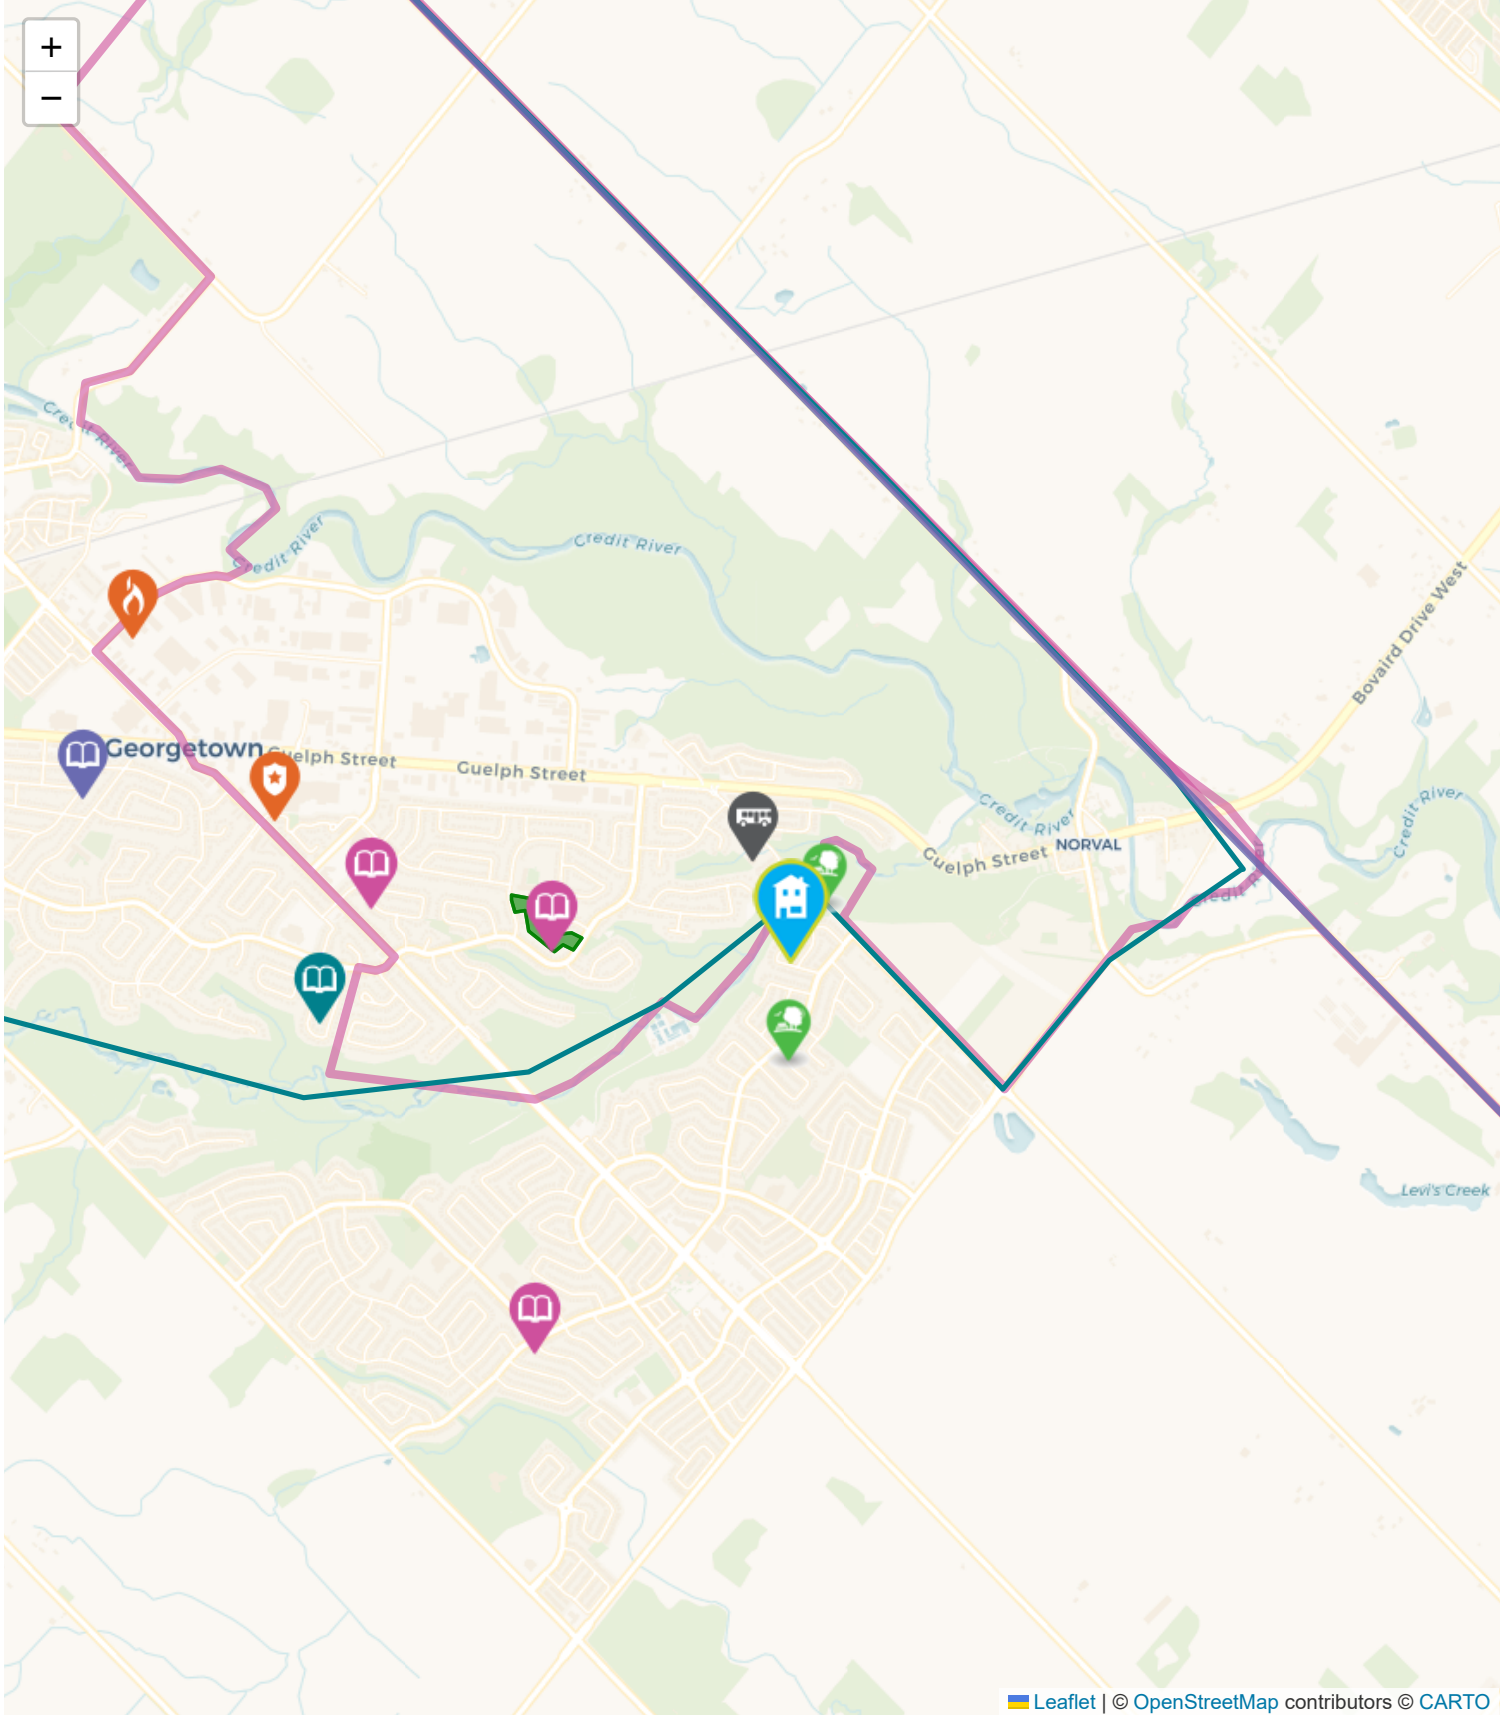 +
−
Credit River
Credit River
Credit River
Bovaird Drive West
Georgetown
Guelph Street
Guelph Street
Credit River
Credit River
Guelph Street
NORVAL
Credit
Levi's Creek
Leaflet | © OpenStreetMap contributors © CARTO